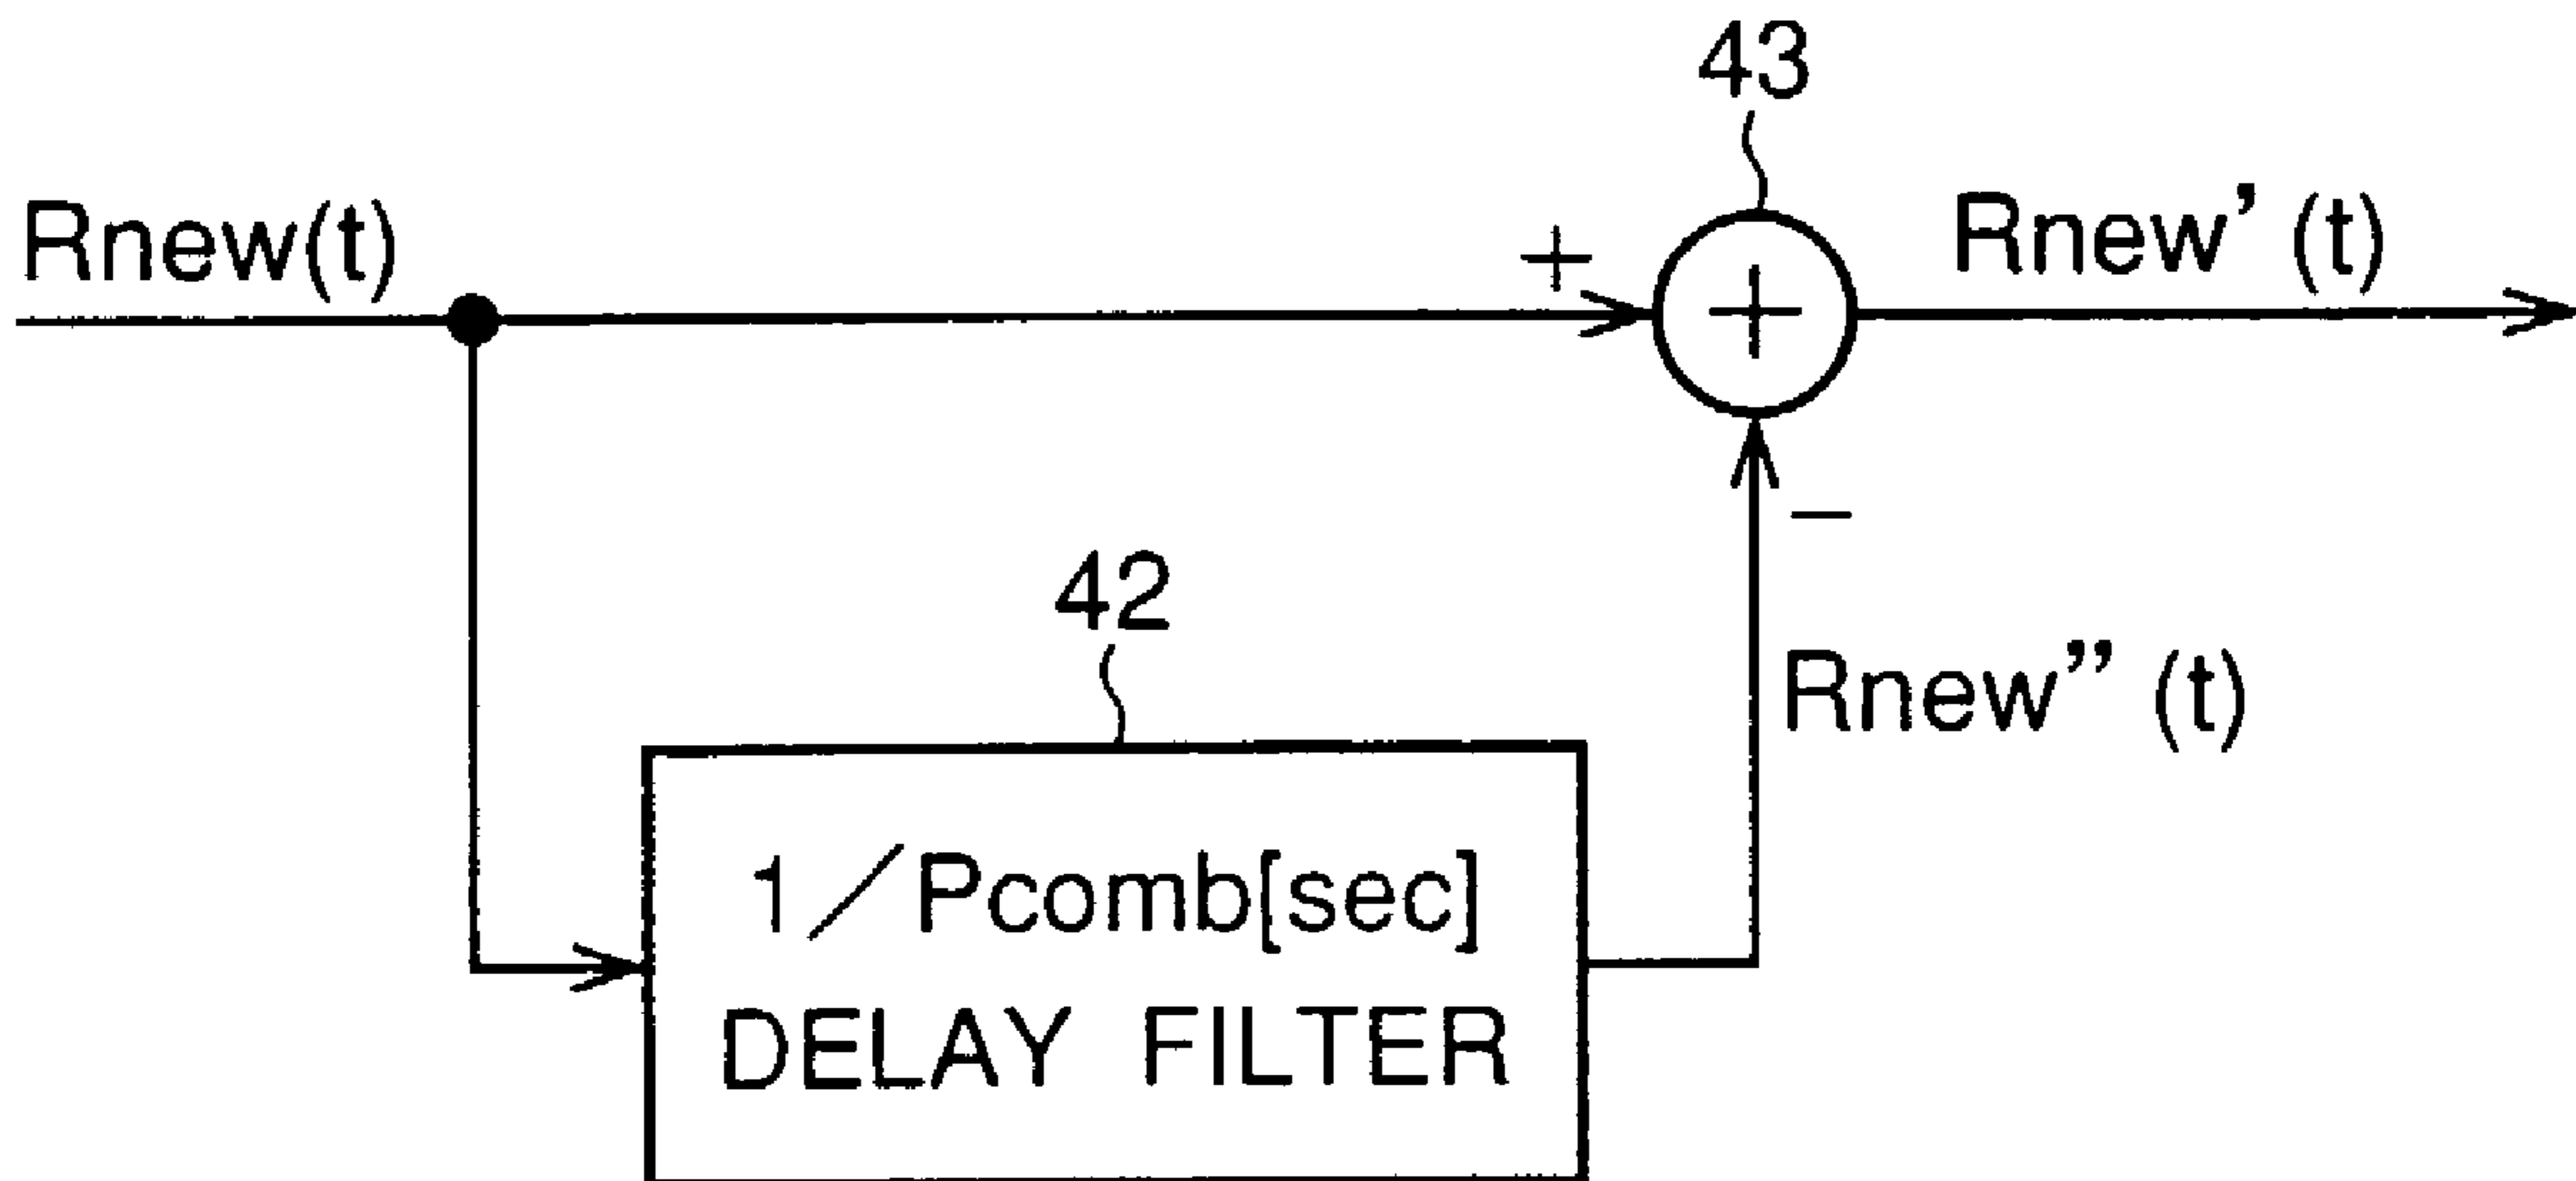 43
Rnew(t)
+
Rnew' (t)
+
−
42
Rnew” (t)
1／Pcomb[sec]
DELAY FILTER